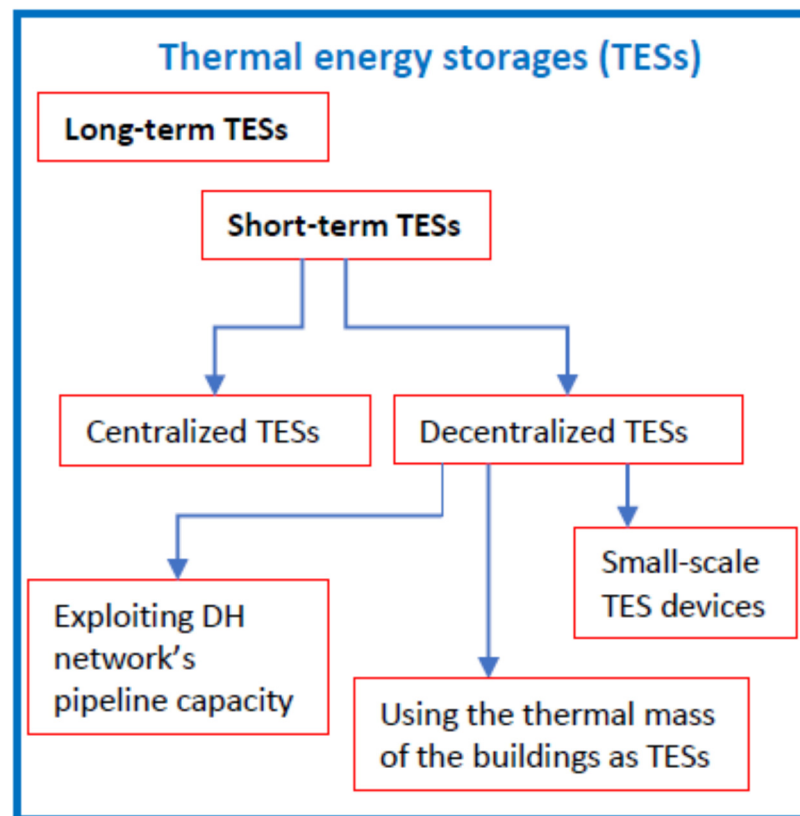 Thermal energy storages (TESs)
Long-term TESs
Short-term TESs
Centralized TESs
Decentralized TESs
Small-scale
TES devices
Exploiting DH
network’s
pipeline capacity
Using the thermal mass
of the buildings as TESs